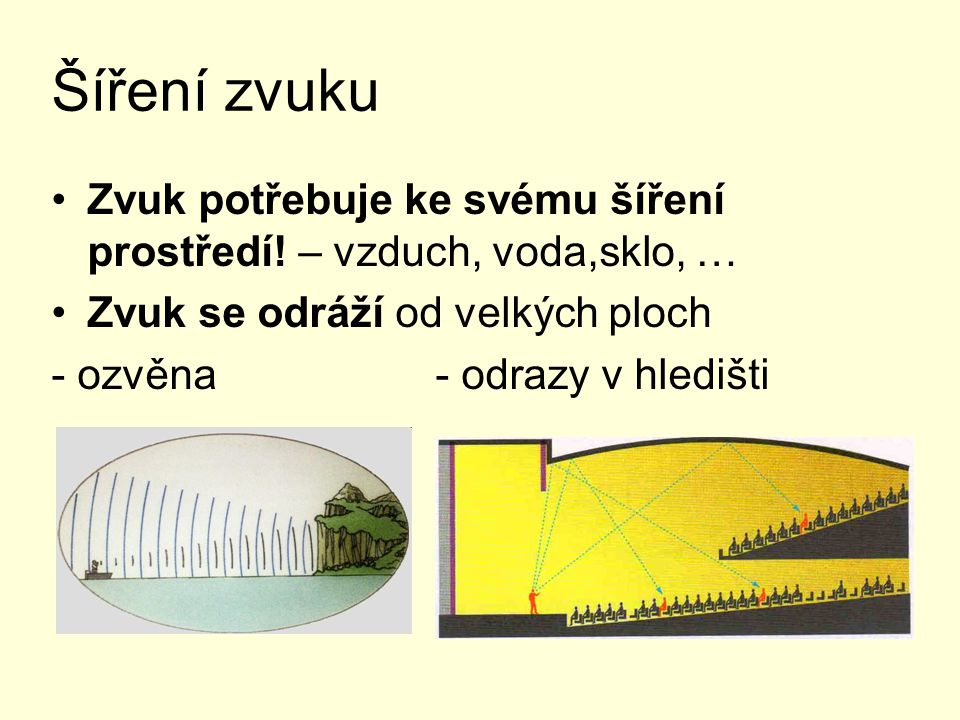 Šíření zvuku
• Zvuk potřebuje ke svému šíření
prostředí! – vzduch, voda,sklo, …
• Zvuk se odráží od velkých ploch
- ozvěna - odrazy v hledišti